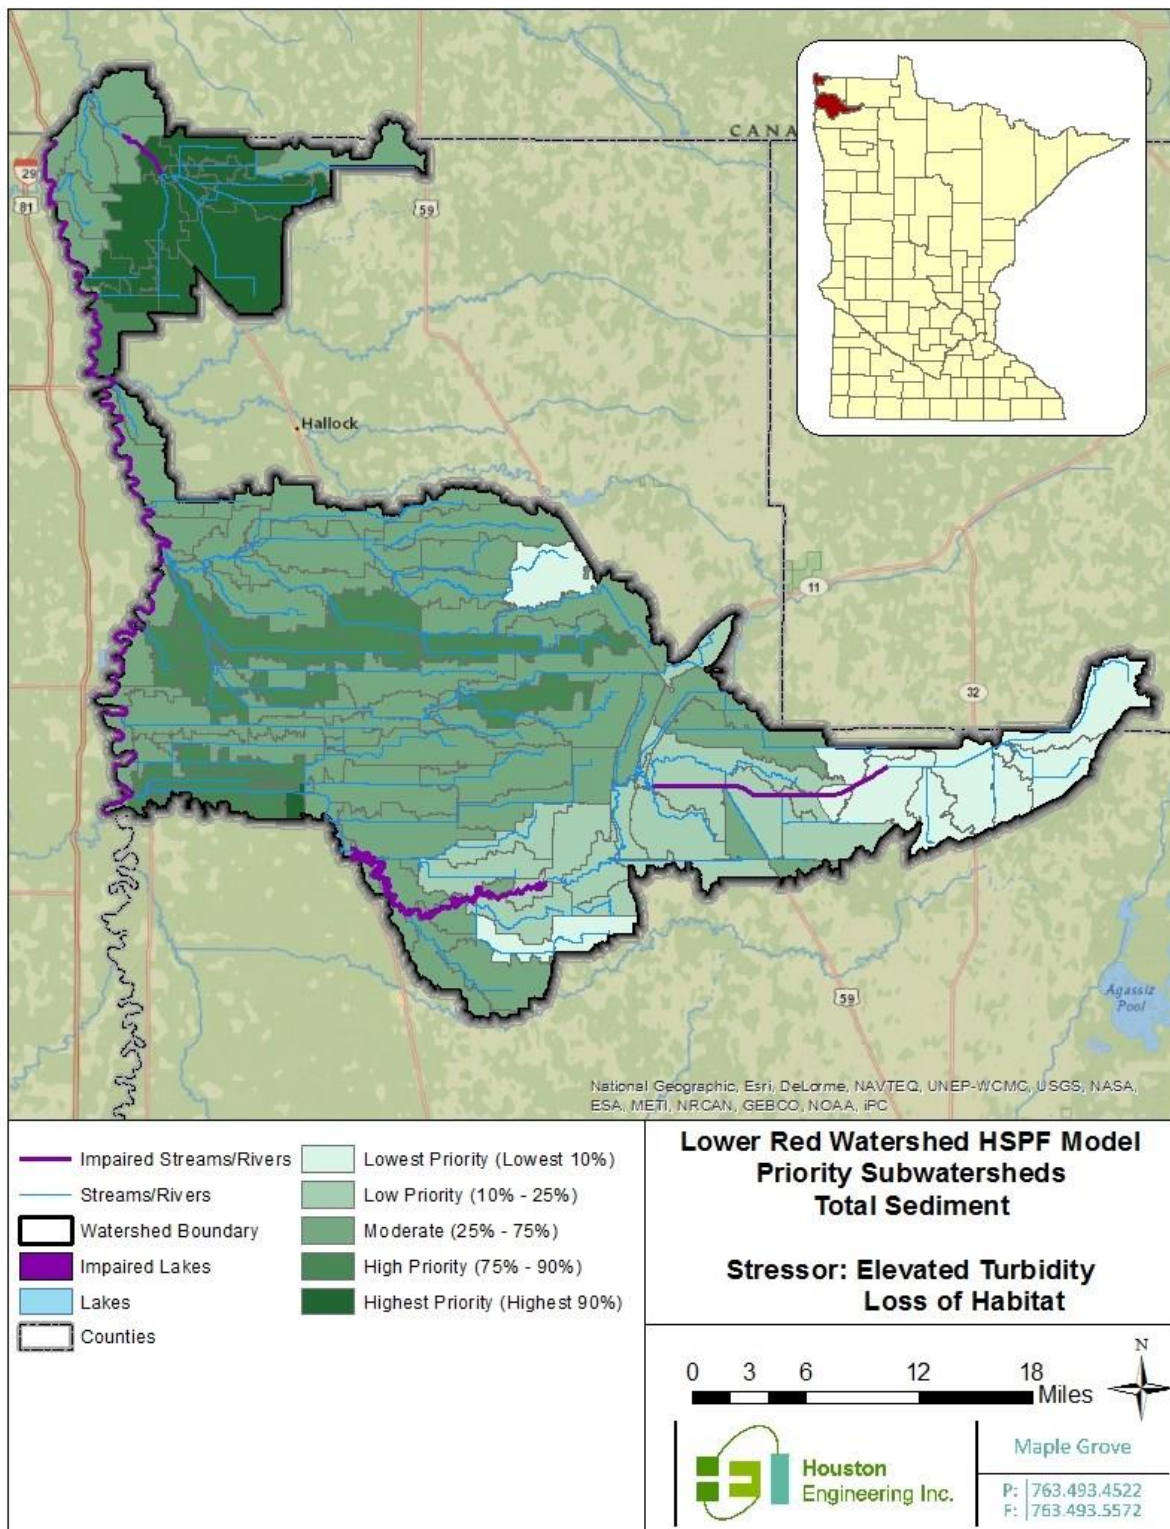 CANA
29
81
59
Hallock
11
32
59
Agassiz
Pool
National Geographic, Esri, DeLorme, NAVTEQ, UNEP-WCMC, USGS, NASA,
ESA, METI, NRCAN, GEBCO, NOAA, iPC
Impaired Streams/Rivers
Streams/Rivers
Watershed Boundary
Impaired Lakes
Lakes
Counties
Lowest Priority (Lowest 10%)
Low Priority (10% - 25%)
Moderate (25% - 75%)
High Priority (75% - 90%)
Highest Priority (Highest 90%)
Lower Red Watershed HSPF Model
Priority Subwatersheds
Total Sediment
Stressor: Elevated Turbidity
Loss of Habitat
0 3 6 12 18
Miles
N
Houston
Engineering Inc.
Maple Grove
P: 763.493.4522
F: 763.493.5572